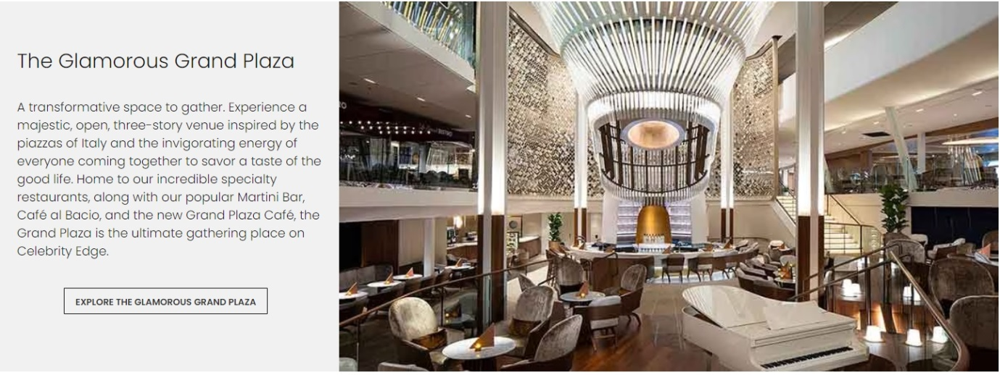 The Glamorous Grand Plaza
A transformative space to gather. Experience a
majestic, open, three-story venue inspired by the
piazzas of Italy and the invigorating energy of
everyone coming together to savor a taste of the
good life. Home to our incredible specialty
restaurants, along with our popular Martini Bar,
Café al Bacio, and the new Grand Plaza Café, the
Grand Plaza is the ultimate gathering place on
Celebrity Edge.
EXPLORE THE GLAMOROUS GRAND PLAZA